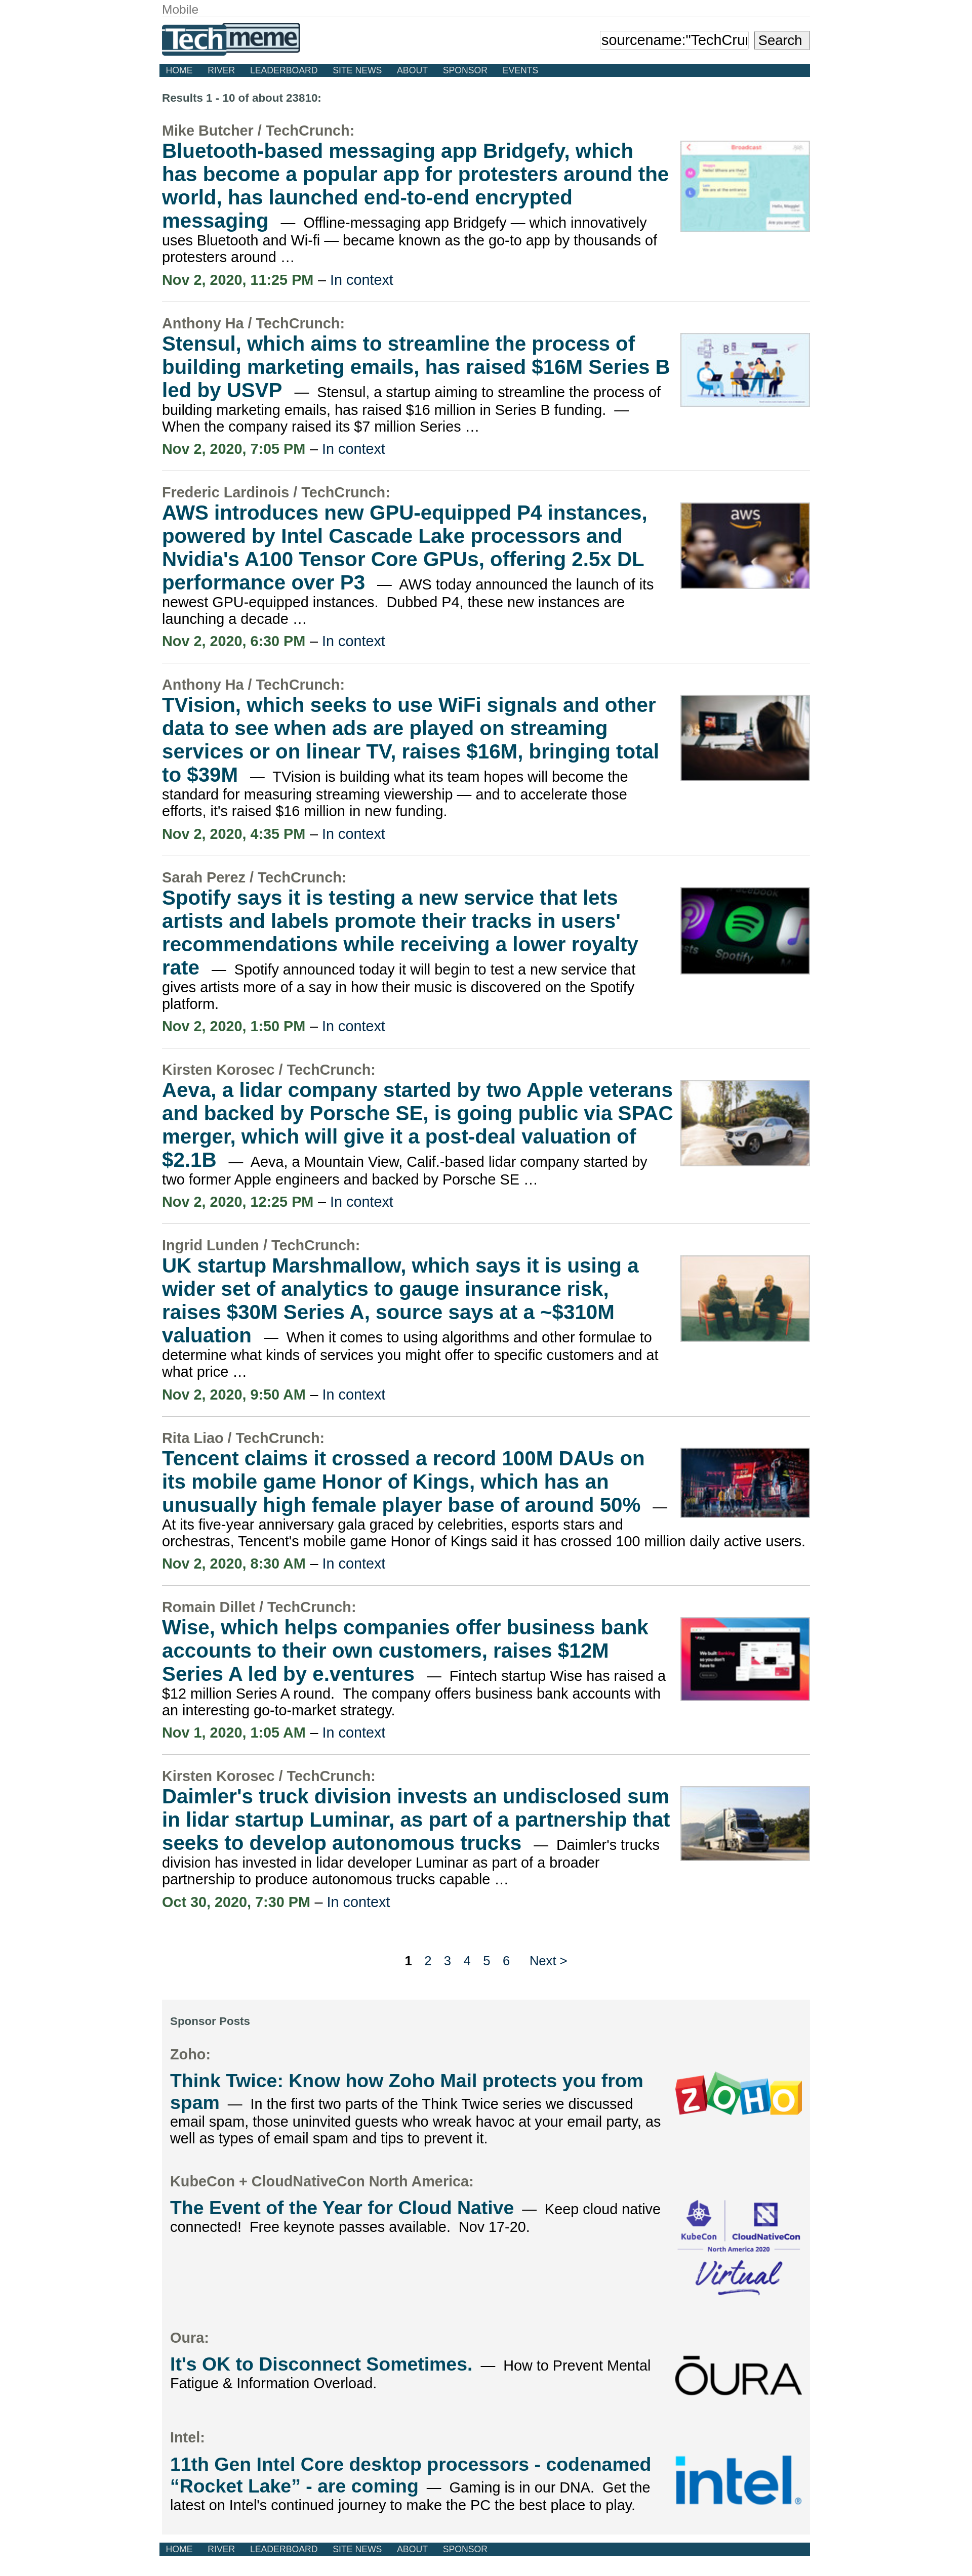 Mobile
Techmeme
sourcename:"TechCru
Search
HOME RIVER LEADERBOARD SITE NEWS ABOUT SPONSOR EVENTS
Results 1 - 10 of about 23810:
Mike Butcher / TechCrunch:
Bluetooth-based messaging app Bridgefy, which
has become a popular app for protesters around the
world, has launched end-to-end encrypted
messaging — Offline-messaging app Bridgefy — which innovatively
uses Bluetooth and Wi-fi — became known as the go-to app by thousands of
protesters around …
Nov 2, 2020, 11:25 PM – In context
Broadcast
Anthony Ha / TechCrunch:
Stensul, which aims to streamline the process of
building marketing emails, has raised $16M Series B
led by USVP — Stensul, a startup aiming to streamline the process of
building marketing emails, has raised $16 million in Series B funding. —
When the company raised its $7 million Series …
Nov 2, 2020, 7:05 PM – In context
Frederic Lardinois / TechCrunch:
AWS introduces new GPU-equipped P4 instances,
powered by Intel Cascade Lake processors and
Nvidia's A100 Tensor Core GPUs, offering 2.5x DL
performance over P3 — AWS today announced the launch of its
newest GPU-equipped instances. Dubbed P4, these new instances are
launching a decade …
Nov 2, 2020, 6:30 PM – In context
aws
Anthony Ha / TechCrunch:
TVision, which seeks to use WiFi signals and other
data to see when ads are played on streaming
services or on linear TV, raises $16M, bringing total
to $39M — TVision is building what its team hopes will become the
standard for measuring streaming viewership — and to accelerate those
efforts, it's raised $16 million in new funding.
Nov 2, 2020, 4:35 PM – In context
Sarah Perez / TechCrunch:
Spotify says it is testing a new service that lets
artists and labels promote their tracks in users'
recommendations while receiving a lower royalty
rate — Spotify announced today it will begin to test a new service that
gives artists more of a say in how their music is discovered on the Spotify
platform.
Nov 2, 2020, 1:50 PM – In context
Spotify
Kirsten Korosec / TechCrunch:
Aeva, a lidar company started by two Apple veterans
and backed by Porsche SE, is going public via SPAC
merger, which will give it a post-deal valuation of
$2.1B — Aeva, a Mountain View, Calif.-based lidar company started by
two former Apple engineers and backed by Porsche SE …
Nov 2, 2020, 12:25 PM – In context
Ingrid Lunden / TechCrunch:
UK startup Marshmallow, which says it is using a
wider set of analytics to gauge insurance risk,
raises $30M Series A, source says at a ~$310M
valuation — When it comes to using algorithms and other formulae to
determine what kinds of services you might offer to specific customers and at
what price …
Nov 2, 2020, 9:50 AM – In context
Rita Liao / TechCrunch:
Tencent claims it crossed a record 100M DAUs on
its mobile game Honor of Kings, which has an
unusually high female player base of around 50% —
At its five-year anniversary gala graced by celebrities, esports stars and
orchestras, Tencent's mobile game Honor of Kings said it has crossed 100 million daily active users.
Nov 2, 2020, 8:30 AM – In context
Romain Dillet / TechCrunch:
Wise, which helps companies offer business bank
accounts to their own customers, raises $12M
Series A led by e.ventures — Fintech startup Wise has raised a
$12 million Series A round. The company offers business bank accounts with
an interesting go-to-market strategy.
Nov 1, 2020, 1:05 AM – In context
We built Banking
so you don't
have to
Kirsten Korosec / TechCrunch:
Daimler's truck division invests an undisclosed sum
in lidar startup Luminar, as part of a partnership that
seeks to develop autonomous trucks — Daimler's trucks
division has invested in lidar developer Luminar as part of a broader
partnership to produce autonomous trucks capable …
Oct 30, 2020, 7:30 PM – In context
1 2 3 4 5 6 Next >
Sponsor Posts
Zoho:
Think Twice: Know how Zoho Mail protects you from
spam — In the first two parts of the Think Twice series we discussed
email spam, those uninvited guests who wreak havoc at your email party, as
well as types of email spam and tips to prevent it.
ZOHO
KubeCon + CloudNativeCon North America:
The Event of the Year for Cloud Native — Keep cloud native
connected! Free keynote passes available. Nov 17-20.
KubeCon CloudNativeCon
North America 2020
Virtual
Oura:
It's OK to Disconnect Sometimes. — How to Prevent Mental
Fatigue & Information Overload.
ŌURA
Intel:
11th Gen Intel Core desktop processors - codenamed
“Rocket Lake” - are coming — Gaming is in our DNA. Get the
latest on Intel's continued journey to make the PC the best place to play.
intel®
HOME RIVER LEADERBOARD SITE NEWS ABOUT SPONSOR